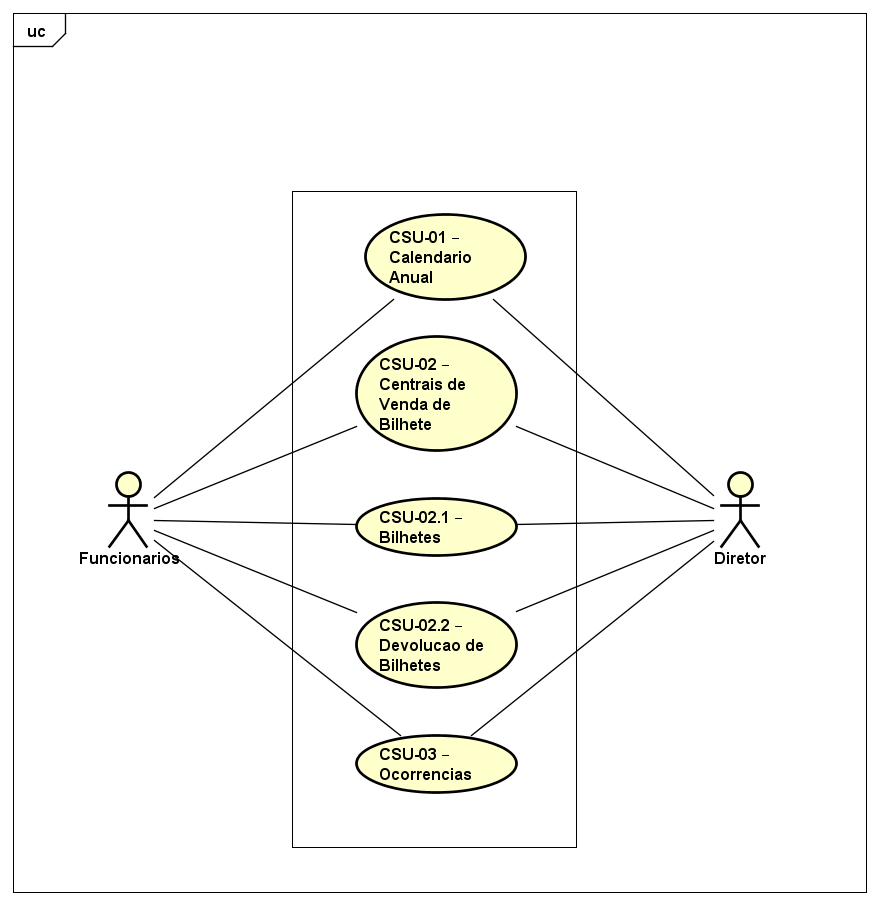 uc
CSU-01 –
Calendario
Anual
CSU-02 –
Centrais de
Venda de
Bilhete
CSU-02.1 –
Bilhetes
Funcionarios
Diretor
CSU-02.2 –
Devolucao de
Bilhetes
CSU-03 –
Ocorrencias